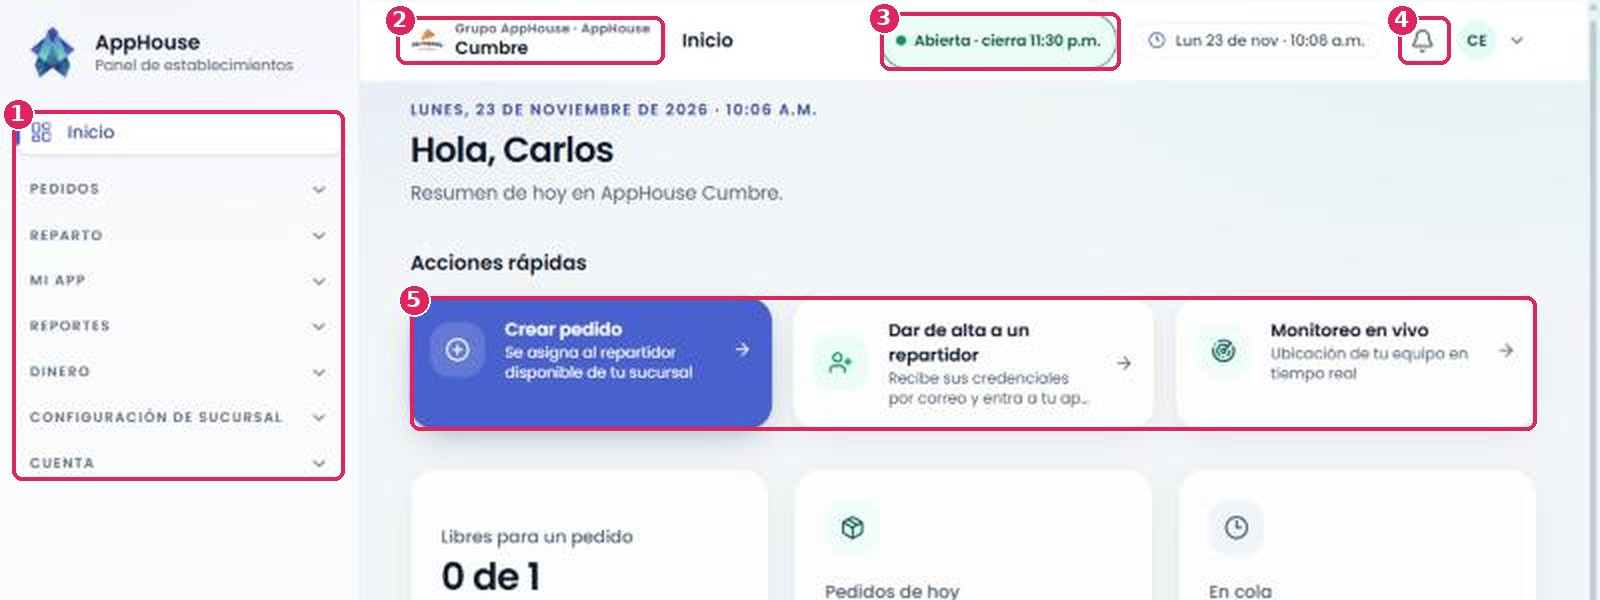 AppHouse
Panel de establecimientos
1
Inicio
PEDIDOS
REPARTO
MI APP
REPORTES
DINERO
CONFIGURACIÓN DE SUCURSAL
CUENTA
2
Grupo AppHouse · AppHouse
Cumbre
Inicio
3
Abierta · cierra 11:30 p.m.
Lun 23 de nov · 10:06 a.m.
4
CE
LUNES, 23 DE NOVIEMBRE DE 2026 · 10:06 A.M.
Hola, Carlos
Resumen de hoy en AppHouse Cumbre.
Acciones rápidas
5
Crear pedido
Se asigna al repartidor
disponible de tu sucursal
Dar de alta a un
repartidor
Recibe sus credenciales
por correo y entra a tu ap...
Monitoreo en vivo
Ubicación de tu equipo en
tiempo real
Libres para un pedido
0 de 1
Pedidos de hoy
En cola